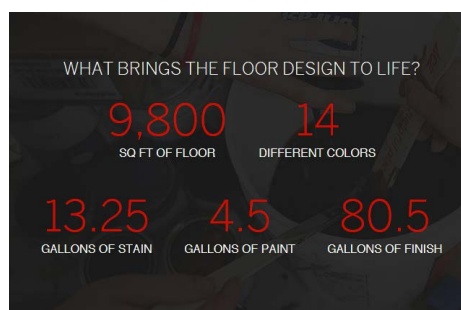 WHAT BRINGS THE FLOOR DESIGN TO LIFE?
9,800
SQ FT OF FLOOR
14
DIFFERENT COLORS
13.25
GALLONS OF STAIN
4.5
GALLONS OF PAINT
80.5
GALLONS OF FINISH